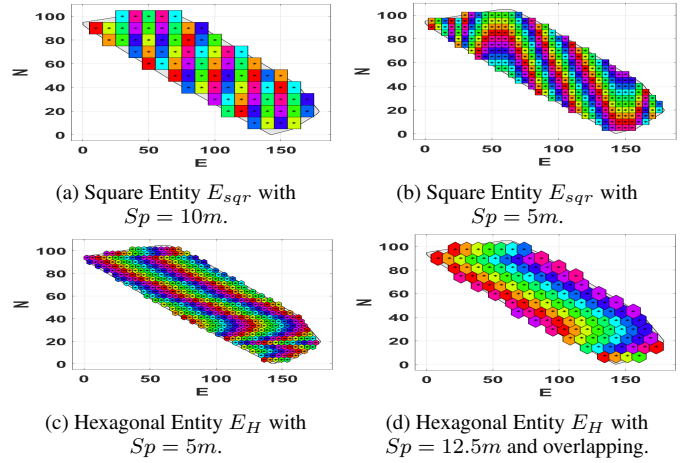 100
80
60
40
20
0
N
0 50 100 150
E
100
80
60
40
20
0
N
0 50 100 150
E
(a) Square Entity E_sqr with
Sp = 10m.
(b) Square Entity E_sqr with
Sp = 5m.
100
80
60
40
20
0
N
0 50 100 150
E
100
80
60
40
20
0
N
0 50 100 150
E
(c) Hexagonal Entity E_H with
Sp = 5m.
(d) Hexagonal Entity E_H with
Sp = 12.5m and overlapping.